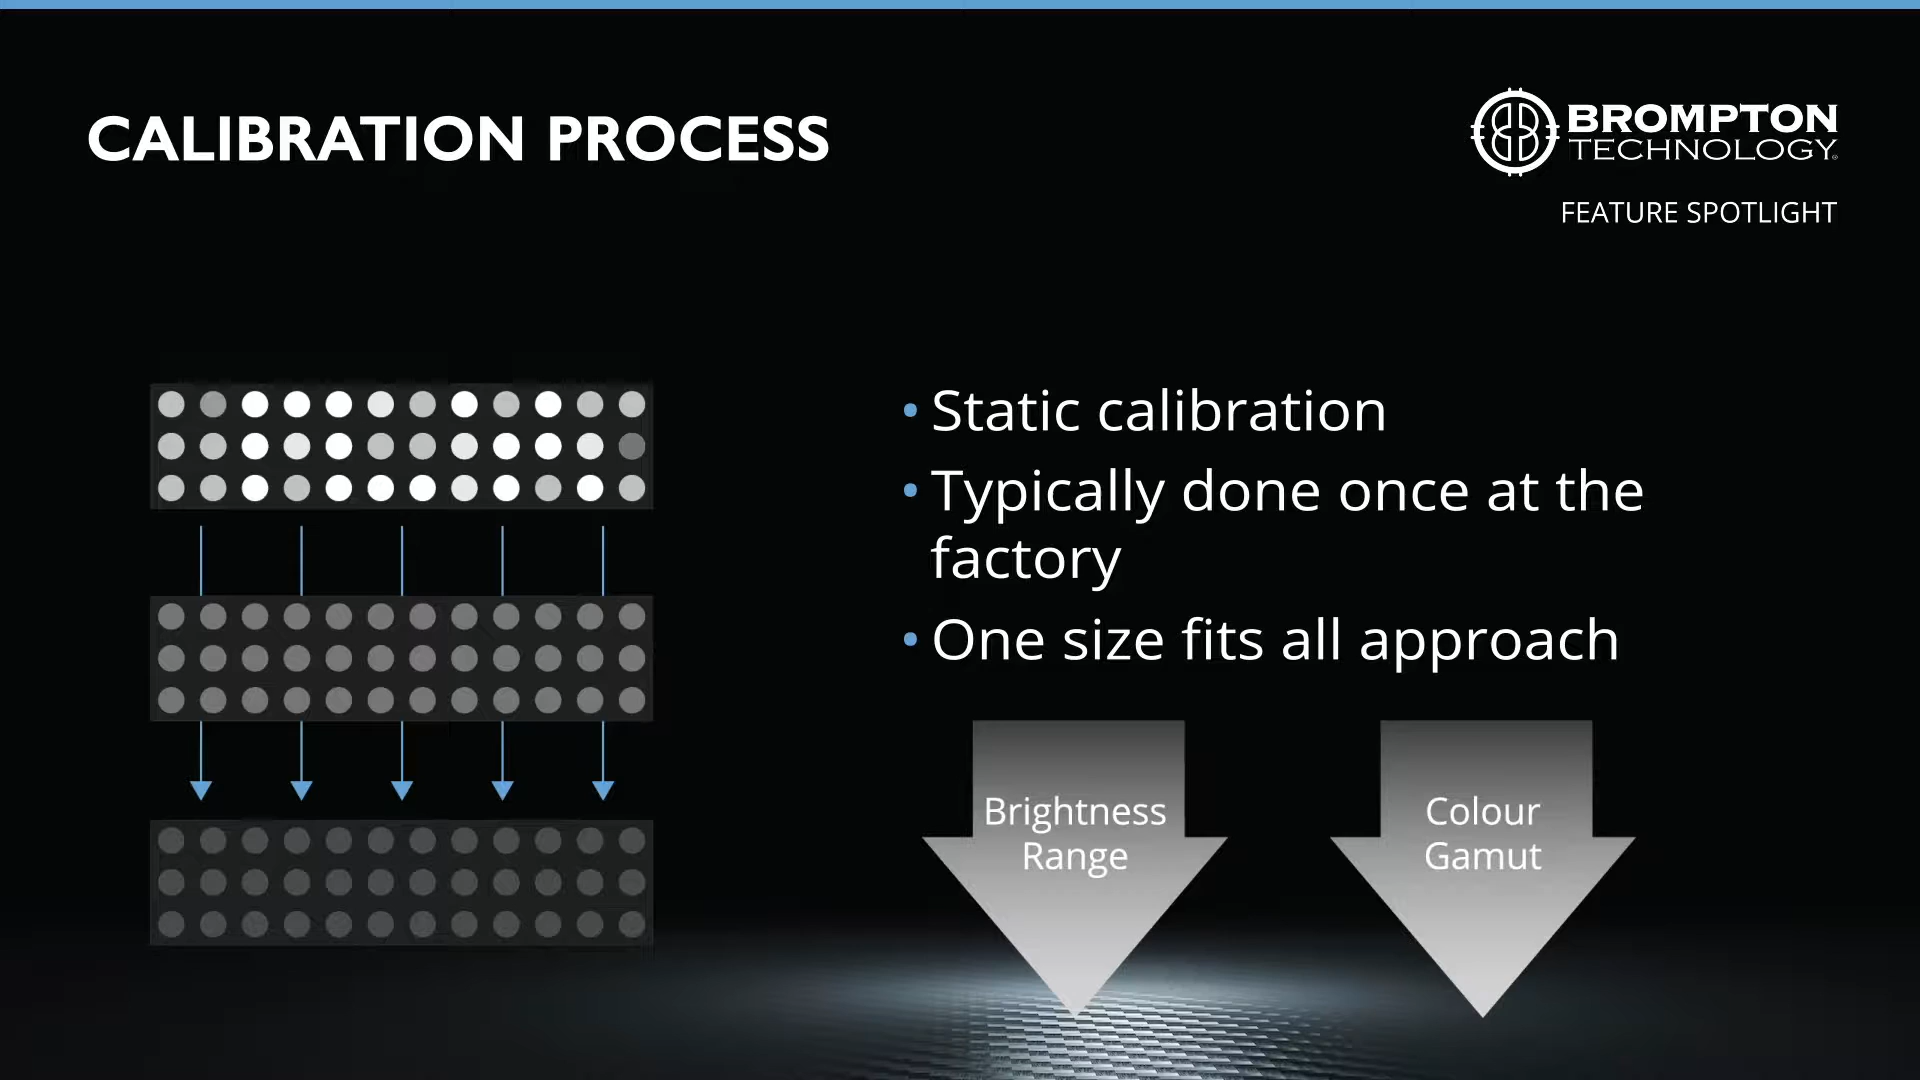 CALIBRATION PROCESS
BROMPTON
TECHNOLOGY
FEATURE SPOTLIGHT
• Static calibration
• Typically done once at the
factory
• One size fits all approach
Brightness
Range
Colour
Gamut